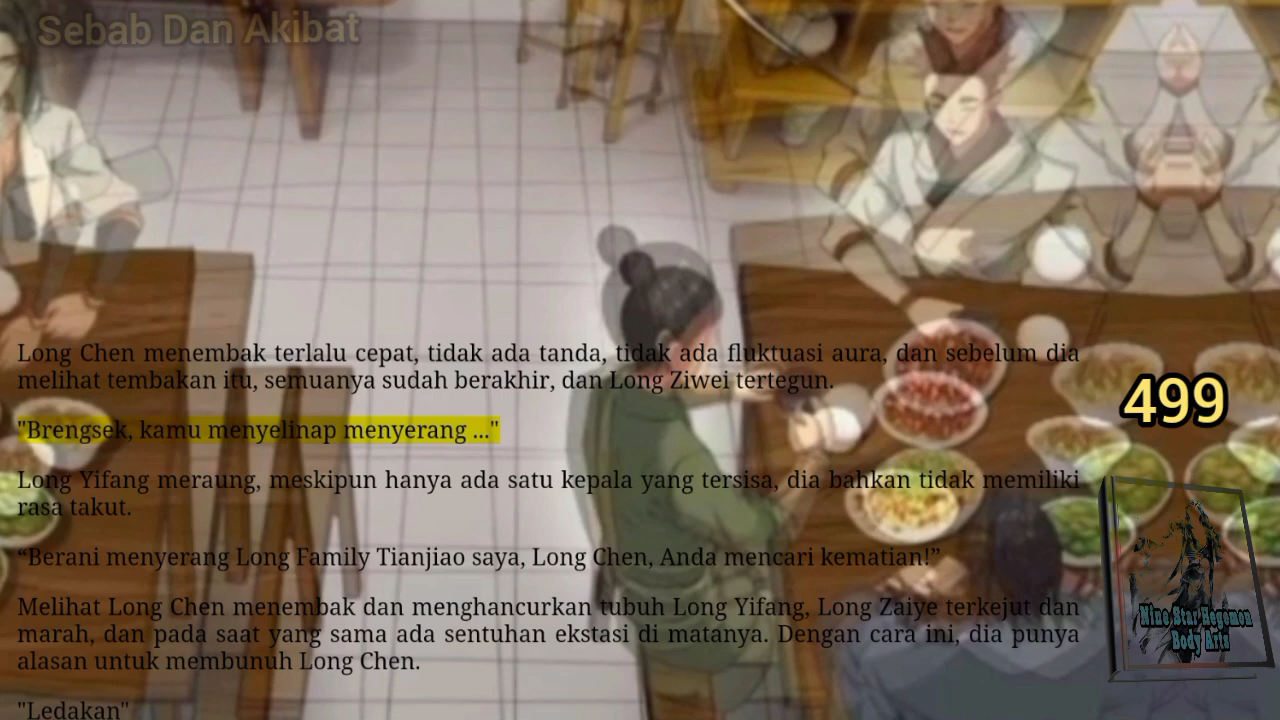 Sebab Dan Akibat
Long Chen menembak terlalu cepat, tidak ada tanda, tidak ada fluktuasi aura, dan sebelum dia
melihat tembakan itu, semuanya sudah berakhir, dan Long Ziwei tertegun.
"Brengsek, kamu menyelinap menyerang ..."
Long Yifang meraung, meskipun hanya ada satu kepala yang tersisa, dia bahkan tidak memiliki
rasa takut.
“Berani menyerang Long Family Tianjiao saya, Long Chen, Anda mencari kematian!”
Melihat Long Chen menembak dan menghancurkan tubuh Long Yifang, Long Zaiye terkejut dan
marah, dan pada saat yang sama ada sentuhan ekstasi di matanya. Dengan cara ini, dia punya
alasan untuk membunuh Long Chen.
"Ledakan"
499
Nine Star Hegemon
Body Arts